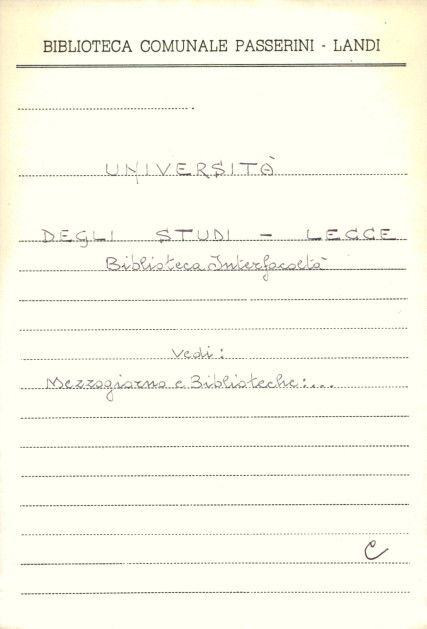 BIBLIOTECA COMUNALE PASSERINI - LANDI
UNIVERSITÀ
DEGLI STUDI - LECCE
Biblioteca Interfacoltà
vedi:
Mezzogiorno e Biblioteche:...
C